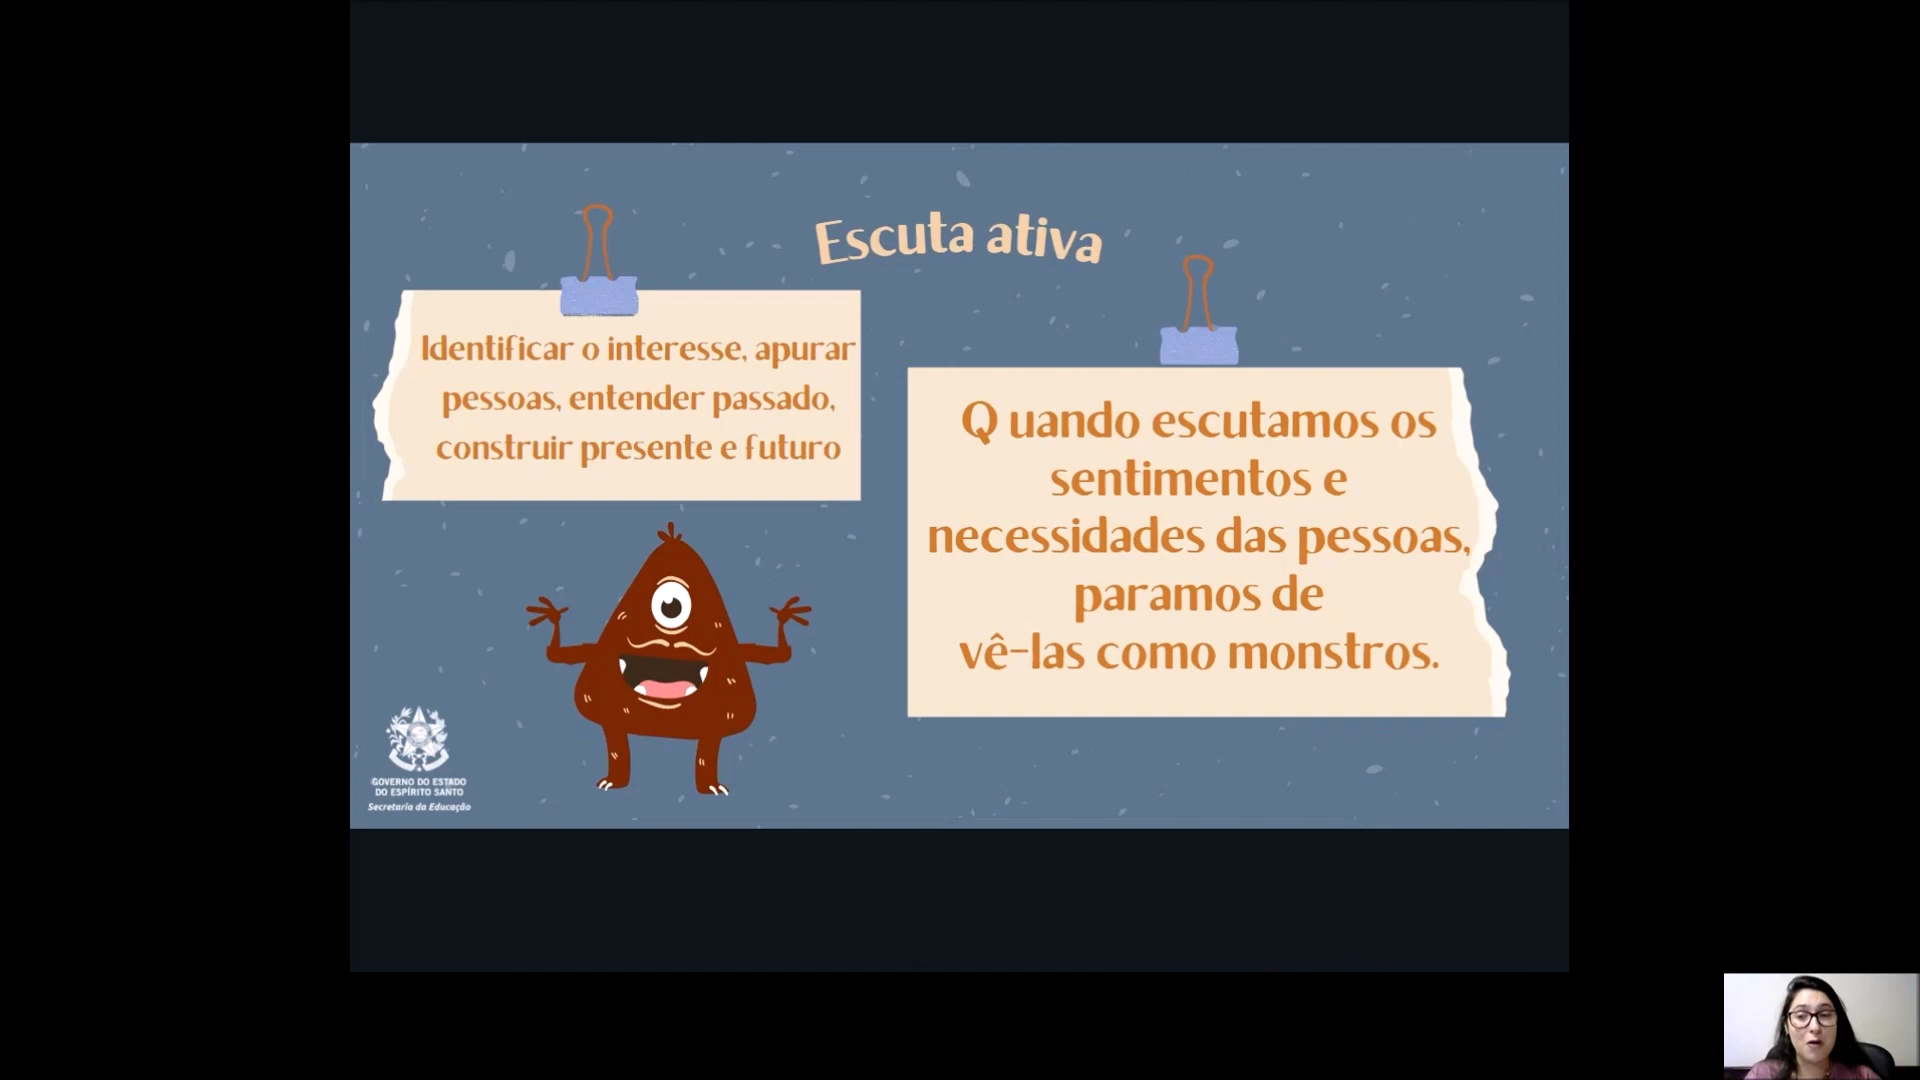 Escuta ativa
Identificar o interesse, apurar
pessoas, entender passado,
construir presente e futuro
Q uando escutamos os
sentimentos e
necessidades das pessoas,
paramos de
vê-las como monstros.
GOVERNO DO ESTADO
DO ESPÍRITO SANTO
Secretaria da Educação